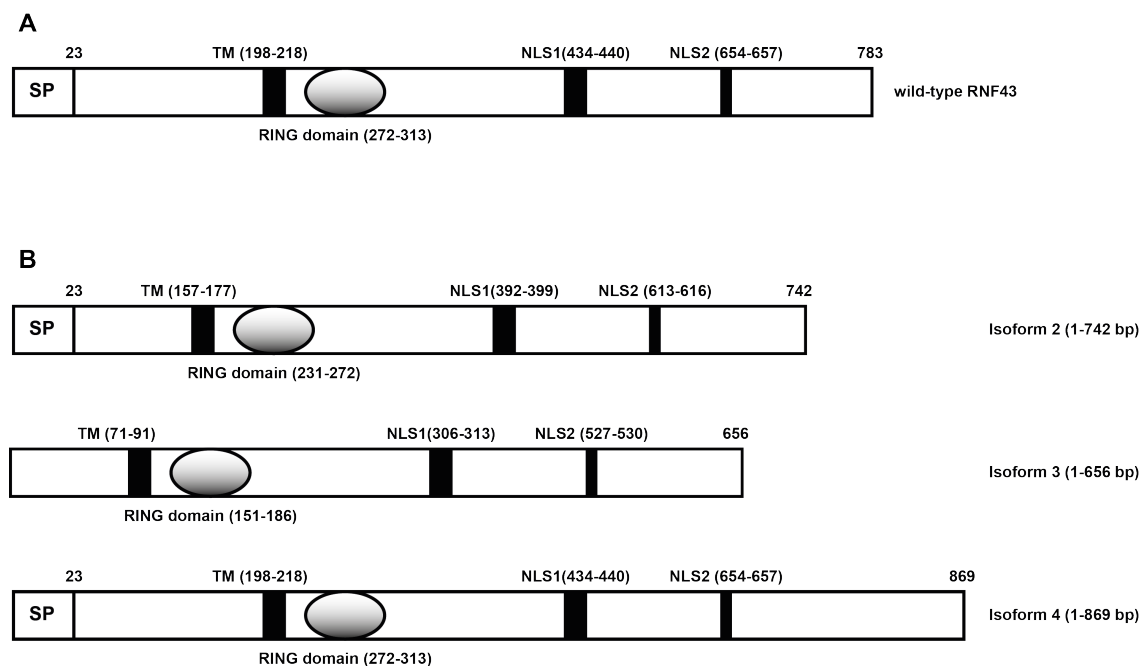 A
23 TM (198-218) NLS1(434-440) NLS2 (654-657) 783
SP wild-type RNF43
RING domain (272-313)
B
23 TM (157-177) NLS1(392-399) NLS2 (613-616) 742
SP Isoform 2 (1-742 bp)
RING domain (231-272)
TM (71-91) NLS1(306-313) NLS2 (527-530) 656
Isoform 3 (1-656 bp)
RING domain (151-186)
23 TM (198-218) NLS1(434-440) NLS2 (654-657) 869
SP Isoform 4 (1-869 bp)
RING domain (272-313)